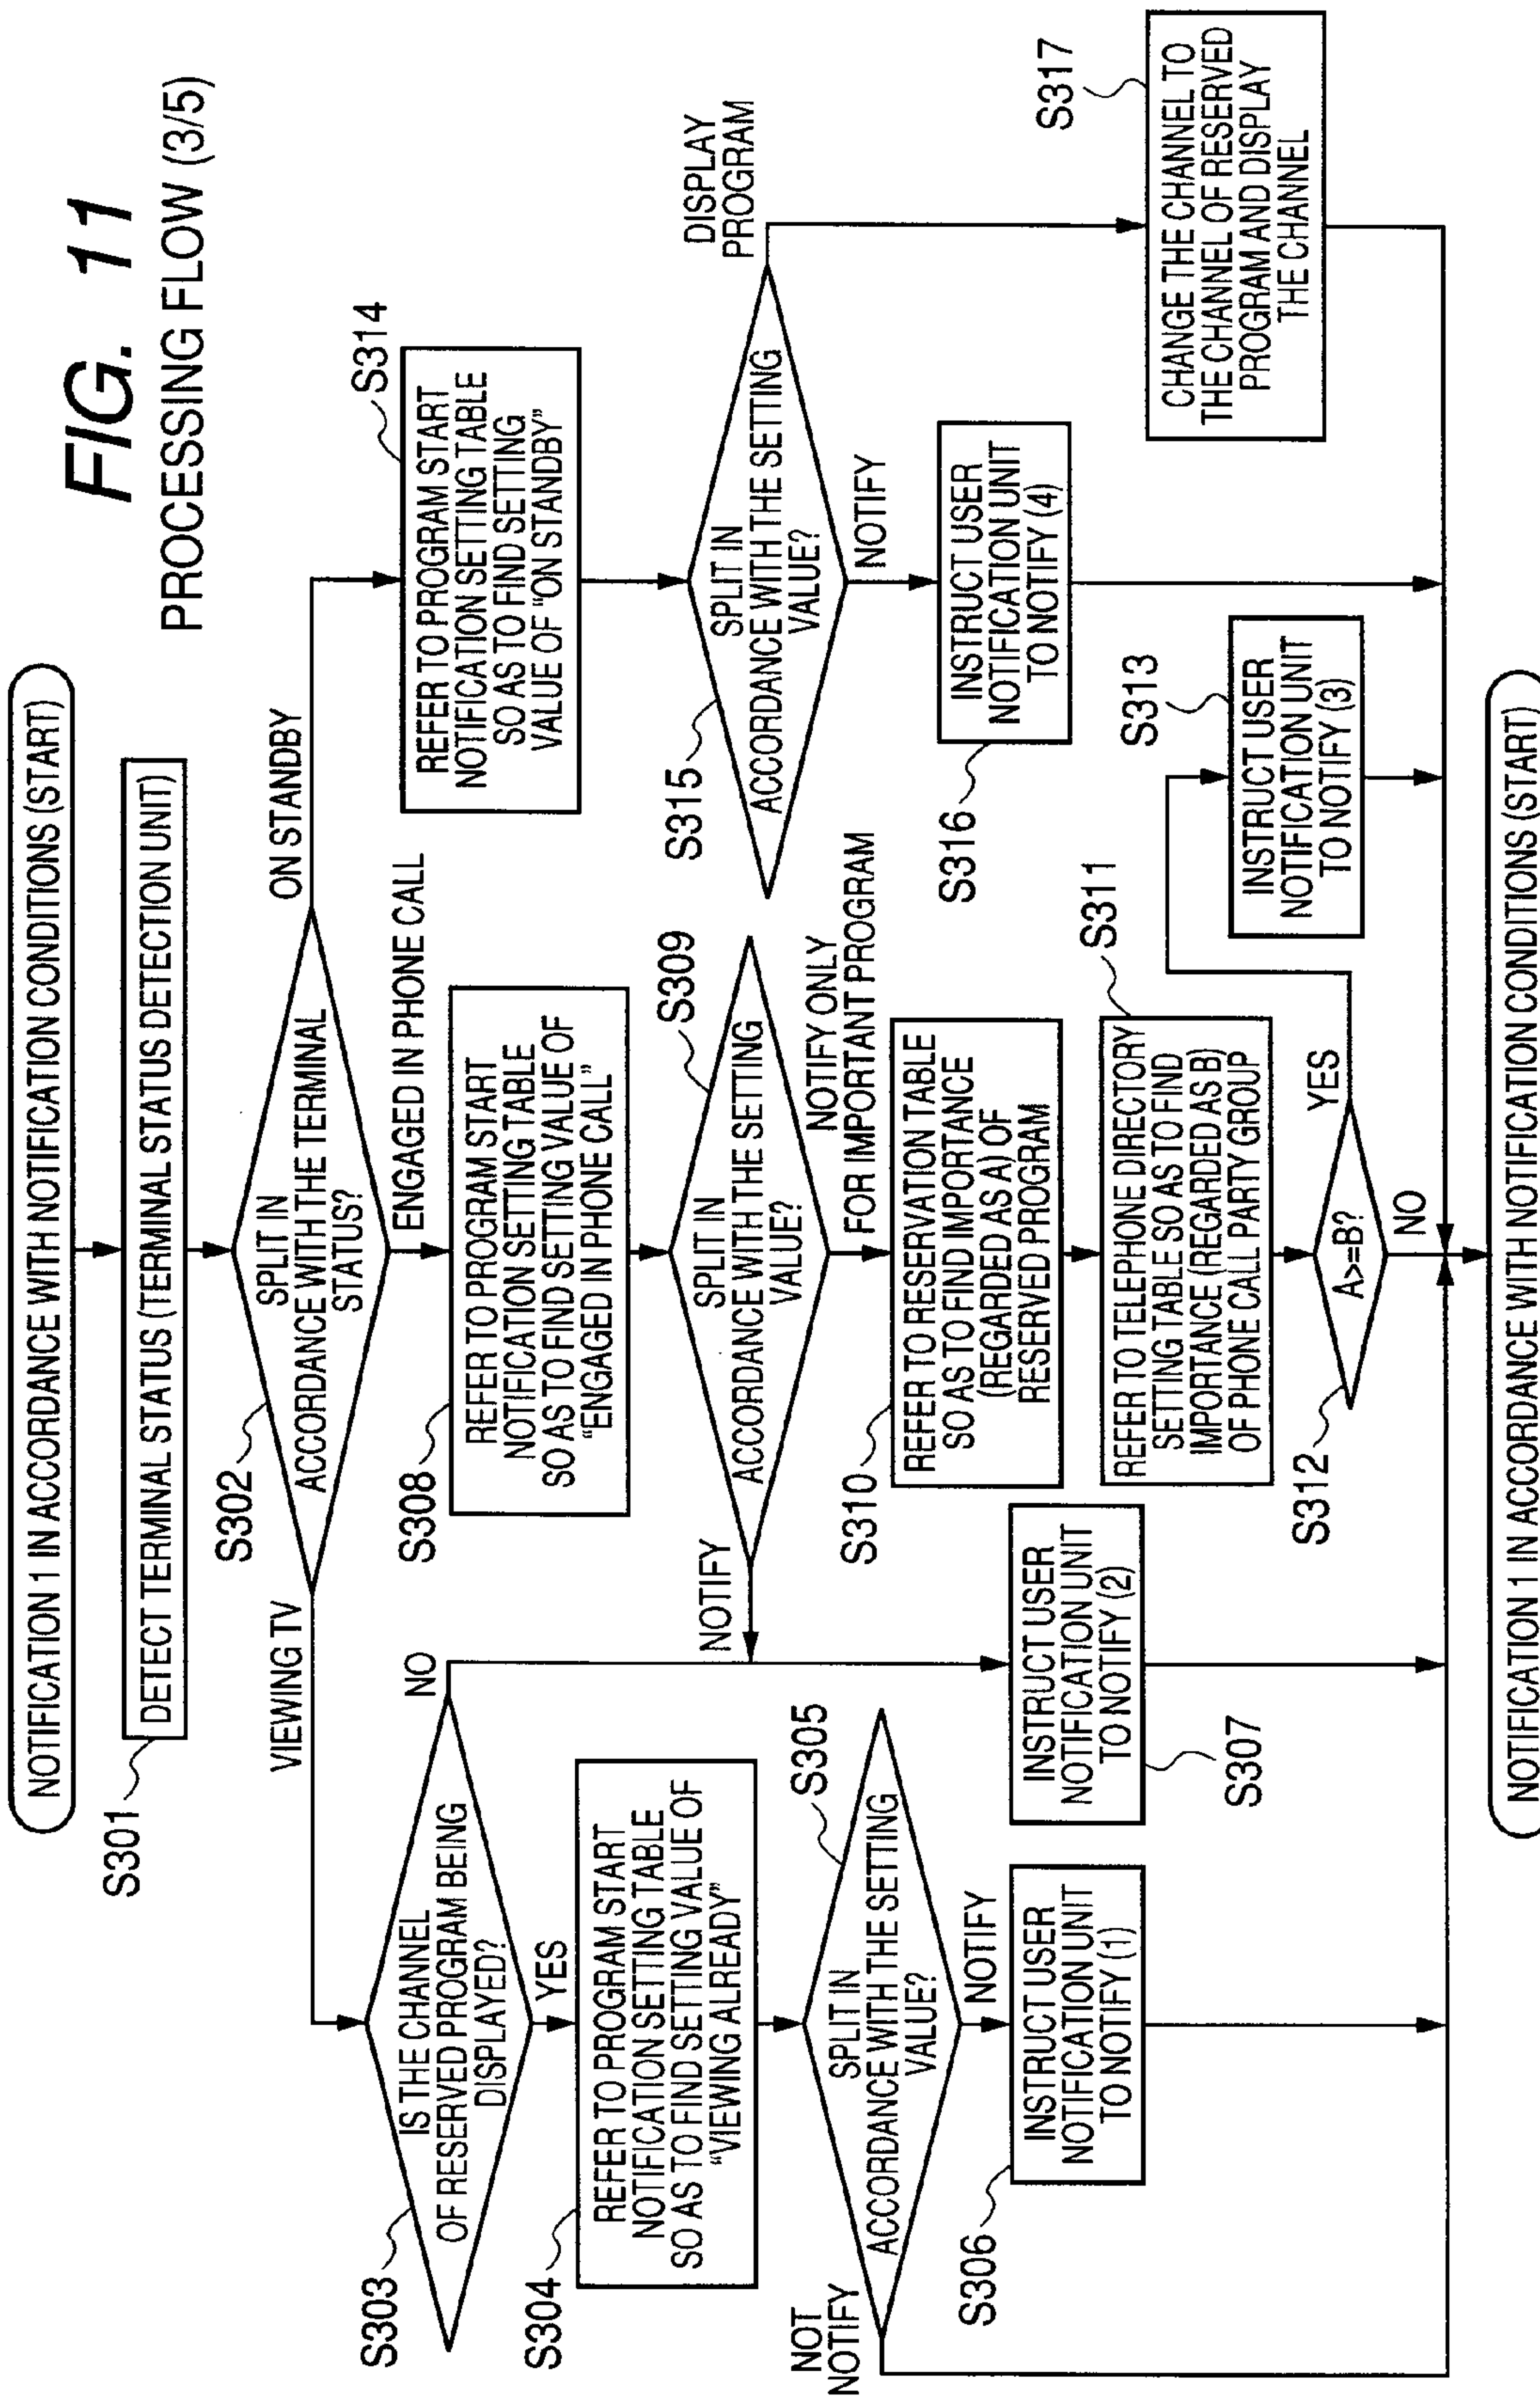 FIG. 11
PROCESSING FLOW (3/5)
NOTIFICATION 1 IN ACCORDANCE WITH NOTIFICATION CONDITIONS (START)
S301
DETECT TERMINAL STATUS (TERMINAL STATUS DETECTION UNIT)
S302
SPLIT IN
ACCORDANCE WITH THE TERMINAL
STATUS?
VIEWING TV
ENGAGED IN PHONE CALL
ON STANDBY
S303
IS THE CHANNEL
OF RESERVED PROGRAM BEING
DISPLAYED?
NO
YES
S304
REFER TO PROGRAM START
NOTIFICATION SETTING TABLE
SO AS TO FIND SETTING VALUE OF
"VIEWING ALREADY"
S305
SPLIT IN
ACCORDANCE WITH THE SETTING
VALUE?
NOT
NOTIFY
NOTIFY
S306
INSTRUCT USER
NOTIFICATION UNIT
TO NOTIFY (1)
INSTRUCT USER
NOTIFICATION UNIT
TO NOTIFY (2)
S307
S308
REFER TO PROGRAM START
NOTIFICATION SETTING TABLE
SO AS TO FIND SETTING VALUE OF
"ENGAGED IN PHONE CALL"
S309
SPLIT IN
ACCORDANCE WITH THE SETTING
VALUE?
NOTIFY
NOTIFY ONLY
FOR IMPORTANT PROGRAM
S310
REFER TO RESERVATION TABLE
SO AS TO FIND IMPORTANCE
(REGARDED AS A) OF
RESERVED PROGRAM
S311
REFER TO TELEPHONE DIRECTORY
SETTING TABLE SO AS TO FIND
IMPORTANCE (REGARDED AS B)
OF PHONE CALL PARTY GROUP
S312
A>=B?
YES
NO
S313
INSTRUCT USER
NOTIFICATION UNIT
TO NOTIFY (3)
S314
REFER TO PROGRAM START
NOTIFICATION SETTING TABLE
SO AS TO FIND SETTING
VALUE OF "ON STANDBY"
S315
SPLIT IN
ACCORDANCE WITH THE SETTING
VALUE?
NOTIFY
DISPLAY
PROGRAM
S316
INSTRUCT USER
NOTIFICATION UNIT
TO NOTIFY (4)
S317
CHANGE THE CHANNEL TO
THE CHANNEL OF RESERVED
PROGRAM AND DISPLAY
THE CHANNEL
NOTIFICATION 1 IN ACCORDANCE WITH NOTIFICATION CONDITIONS (START)